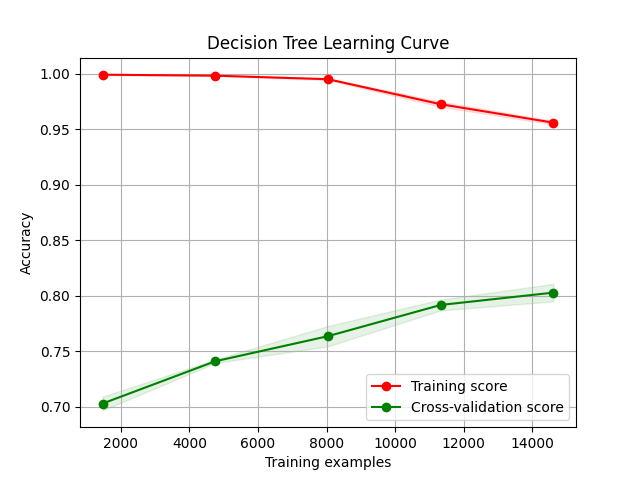 Decision Tree Learning Curve
1.00
0.95
0.90
0.85
0.80
0.75
0.70
Accuracy
Training score
Cross-validation score
2000 4000 6000 8000 10000 12000 14000
Training examples